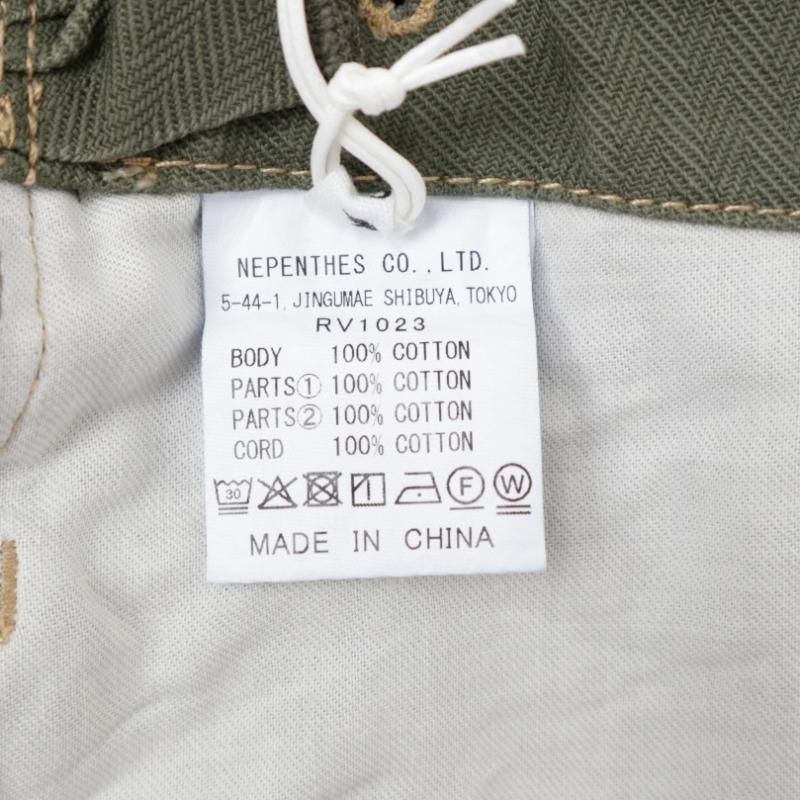 NEPENTHES CO.,LTD.
5-44-1, JINGUMAE SHIBUYA, TOKYO
RV1023
BODY 100% COTTON
PARTS① 100% COTTON
PARTS② 100% COTTON
CORD 100% COTTON
30 F W
MADE IN CHINA